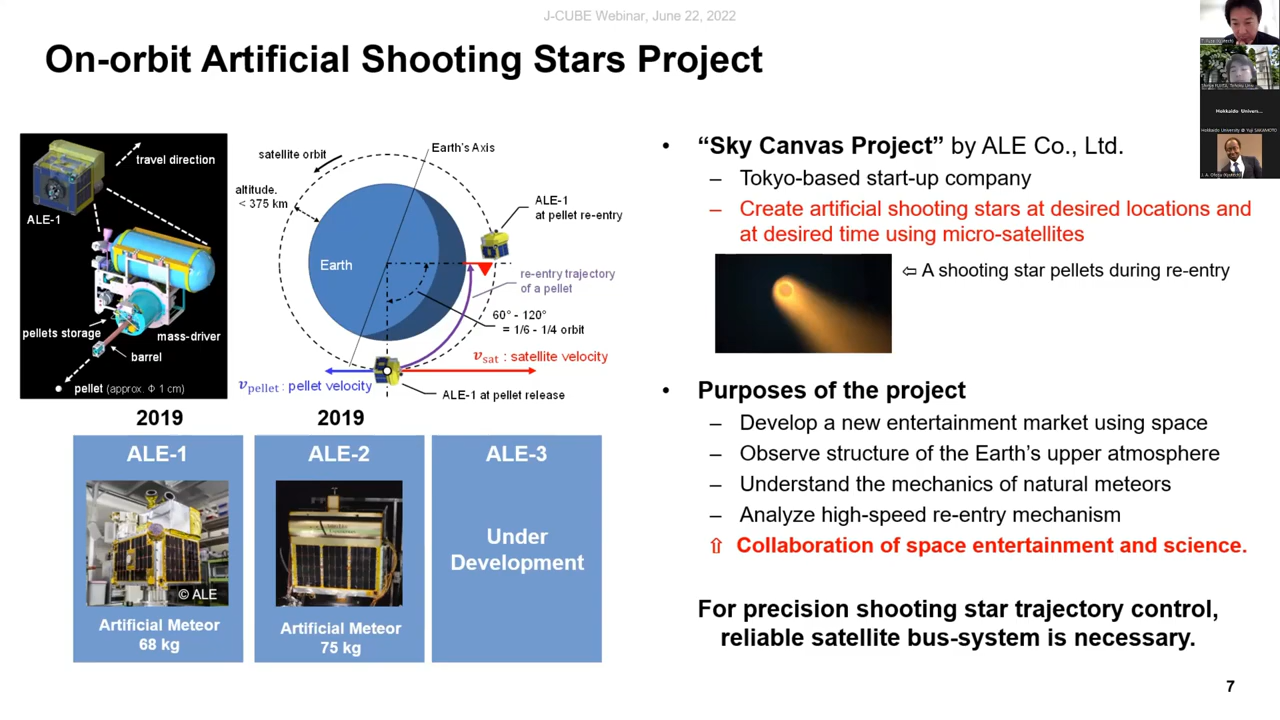 J-CUBE Webinar, June 22, 2022
On-orbit Artificial Shooting Stars Project
travel direction
ALE-1
pellets storage
mass-driver
barrel
pellet (approx. Φ 1 cm)
satellite orbit
Earth's Axis
altitude.
< 375 km
Earth
ALE-1
at pellet re-entry
re-entry trajectory
of a pellet
60° - 120°
= 1/6 - 1/4 orbit
vsat : satellite velocity
vpellet : pellet velocity
ALE-1 at pellet release
2019
2019
ALE-1
© ALE
Artificial Meteor
68 kg
ALE-2
Artificial Meteor
75 kg
ALE-3
Under
Development
• “Sky Canvas Project” by ALE Co., Ltd.
– Tokyo-based start-up company
– Create artificial shooting stars at desired locations and
at desired time using micro-satellites
⇦ A shooting star pellets during re-entry
• Purposes of the project
– Develop a new entertainment market using space
– Observe structure of the Earth’s upper atmosphere
– Understand the mechanics of natural meteors
– Analyze high-speed re-entry mechanism
⇧ Collaboration of space entertainment and science.
For precision shooting star trajectory control,
reliable satellite bus-system is necessary.
7
Hokkaido Univers...
Hokkaido University @ Yuji SAKAMOTO